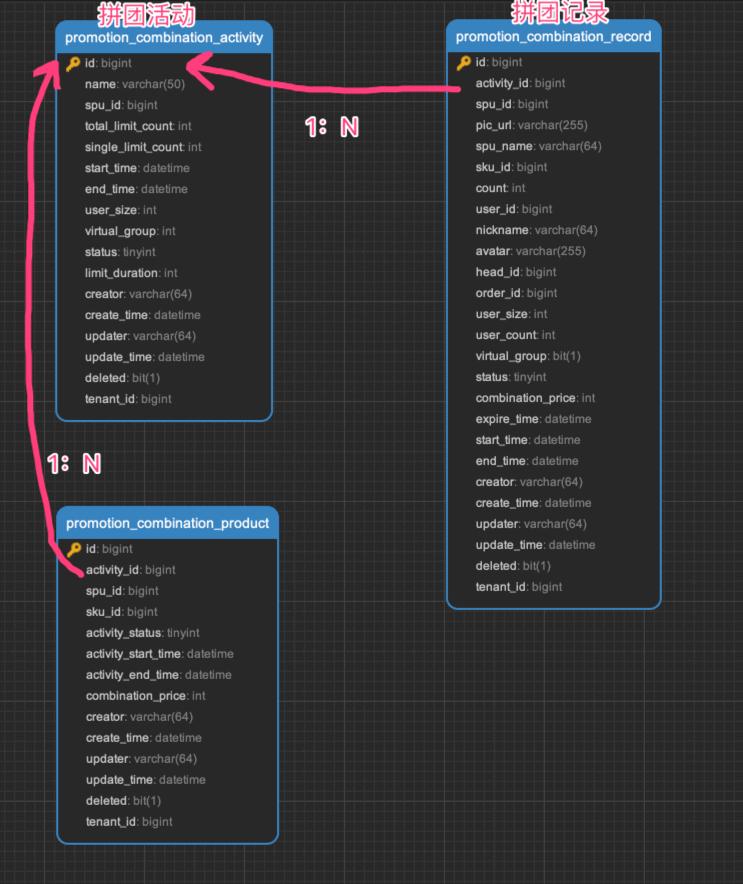 拼团活动
promotion_combination_activity
id: bigint
name: varchar(50)
spu_id: bigint
total_limit_count: int
single_limit_count: int
start_time: datetime
end_time: datetime
user_size: int
virtual_group: int
status: tinyint
limit_duration: int
creator: varchar(64)
create_time: datetime
updater: varchar(64)
update_time: datetime
deleted: bit(1)
tenant_id: bigint
拼团记录
promotion_combination_record
id: bigint
activity_id: bigint
spu_id: bigint
pic_url: varchar(255)
spu_name: varchar(64)
sku_id: bigint
count: int
user_id: bigint
nickname: varchar(64)
avatar: varchar(255)
head_id: bigint
order_id: bigint
user_size: int
user_count: int
virtual_group: bit(1)
status: tinyint
combination_price: int
expire_time: datetime
start_time: datetime
end_time: datetime
creator: varchar(64)
create_time: datetime
updater: varchar(64)
update_time: datetime
deleted: bit(1)
tenant_id: bigint
1: N
1: N
promotion_combination_product
id: bigint
activity_id: bigint
spu_id: bigint
sku_id: bigint
activity_status: tinyint
activity_start_time: datetime
activity_end_time: datetime
combination_price: int
creator: varchar(64)
create_time: datetime
updater: varchar(64)
update_time: datetime
deleted: bit(1)
tenant_id: bigint